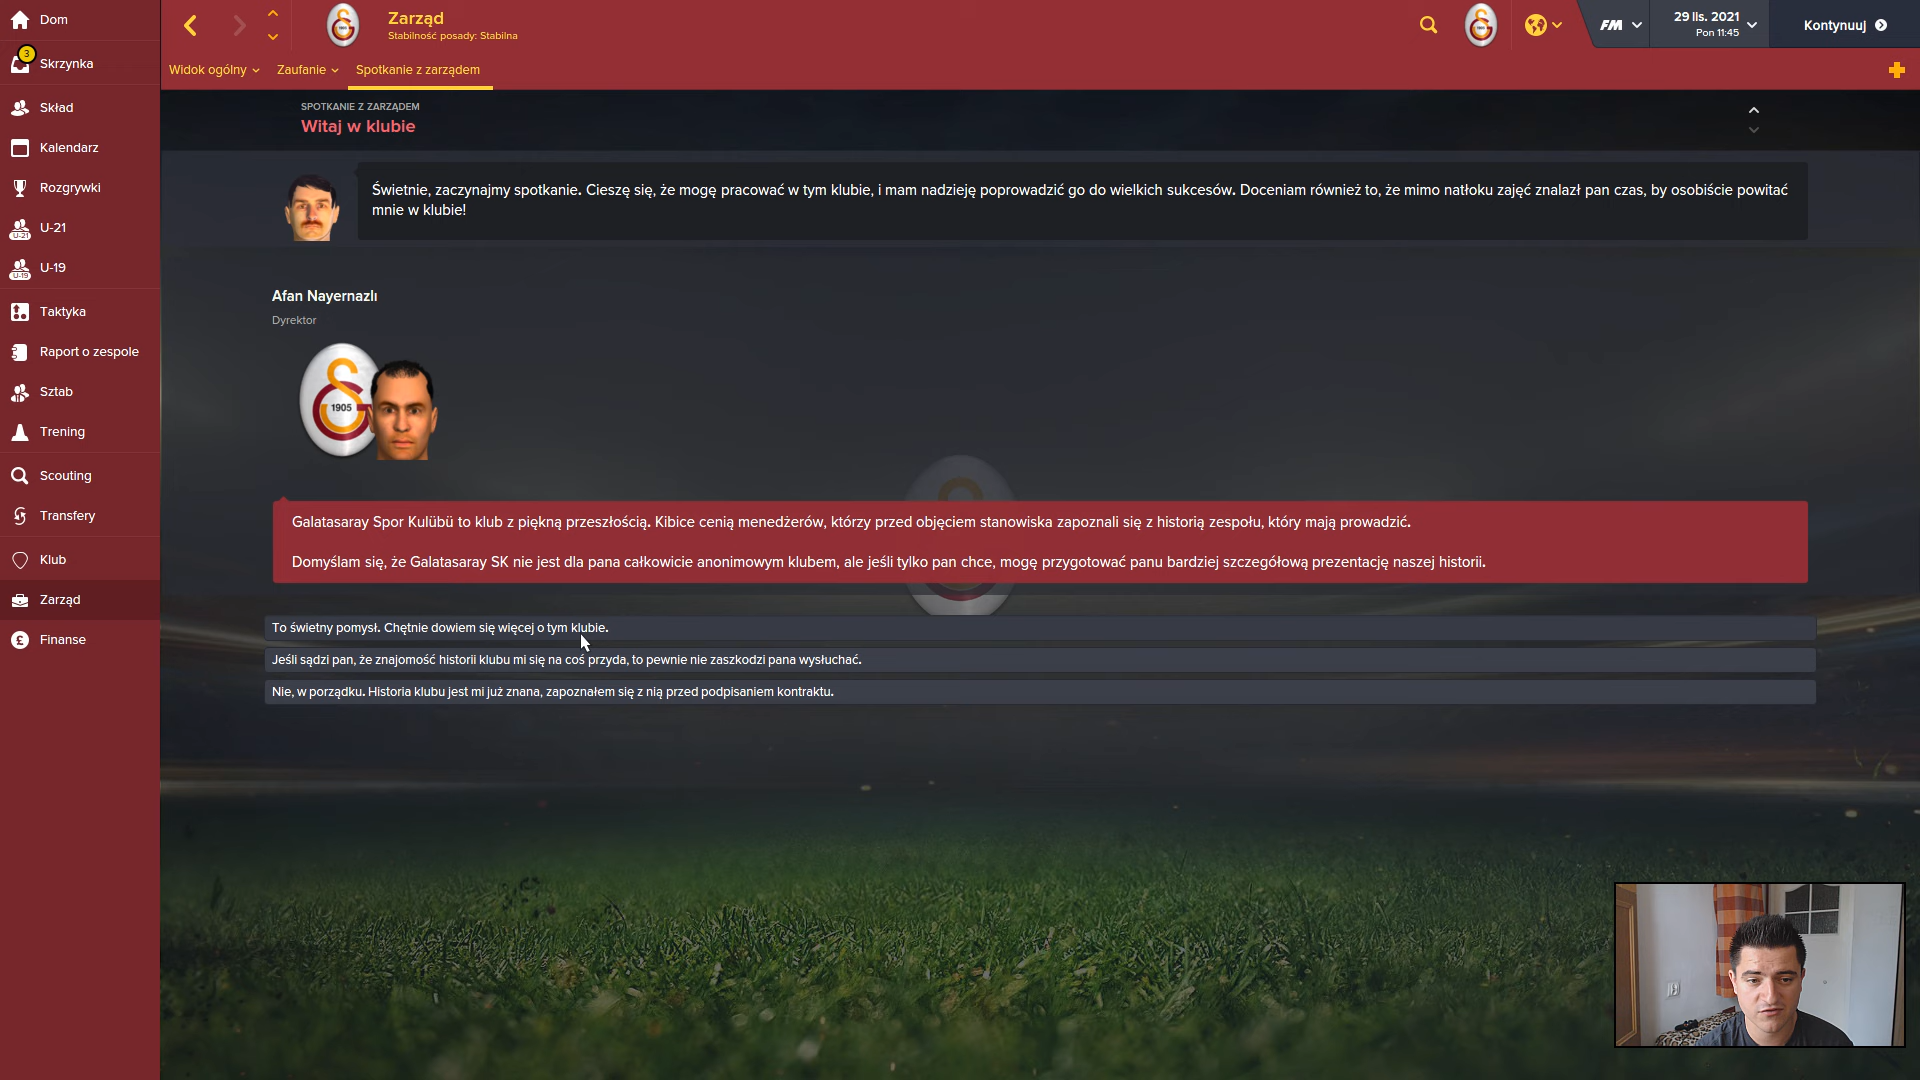 Dom
3
Skrzynka
Skład
Kalendarz
Rozgrywki
U-21
U-21
U-19
U-19
Taktyka
Raport o zespole
Sztab
Trening
Scouting
Transfery
Klub
Zarząd
Finanse
Zarząd
Stabilność posady: Stabilna
FM
29 lis. 2021
Pon 11:45
Kontynuuj
Widok ogólny
Zaufanie
Spotkanie z zarządem
SPOTKANIE Z ZARZĄDEM
Witaj w klubie
Świetnie, zaczynajmy spotkanie. Cieszę się, że mogę pracować w tym klubie, i mam nadzieję poprowadzić go do wielkich sukcesów. Doceniam również to, że mimo natłoku zajęć znalazł pan czas, by osobiście powitać
mnie w klubie!
Afan Nayernazlı
Dyrektor
1905
Galatasaray Spor Kulübü to klub z piękną przeszłością. Kibice cenią menedżerów, którzy przed objęciem stanowiska zapoznali się z historią zespołu, który mają prowadzić.
Domyślam się, że Galatasaray SK nie jest dla pana całkowicie anonimowym klubem, ale jeśli tylko pan chce, mogę przygotować panu bardziej szczegółową prezentację naszej historii.
To świetny pomysł. Chętnie dowiem się więcej o tym klubie.
Jeśli sądzi pan, że znajomość historii klubu mi się na coś przyda, to pewnie nie zaszkodzi pana wysłuchać.
Nie, w porządku. Historia klubu jest mi już znana, zapoznałem się z nią przed podpisaniem kontraktu.